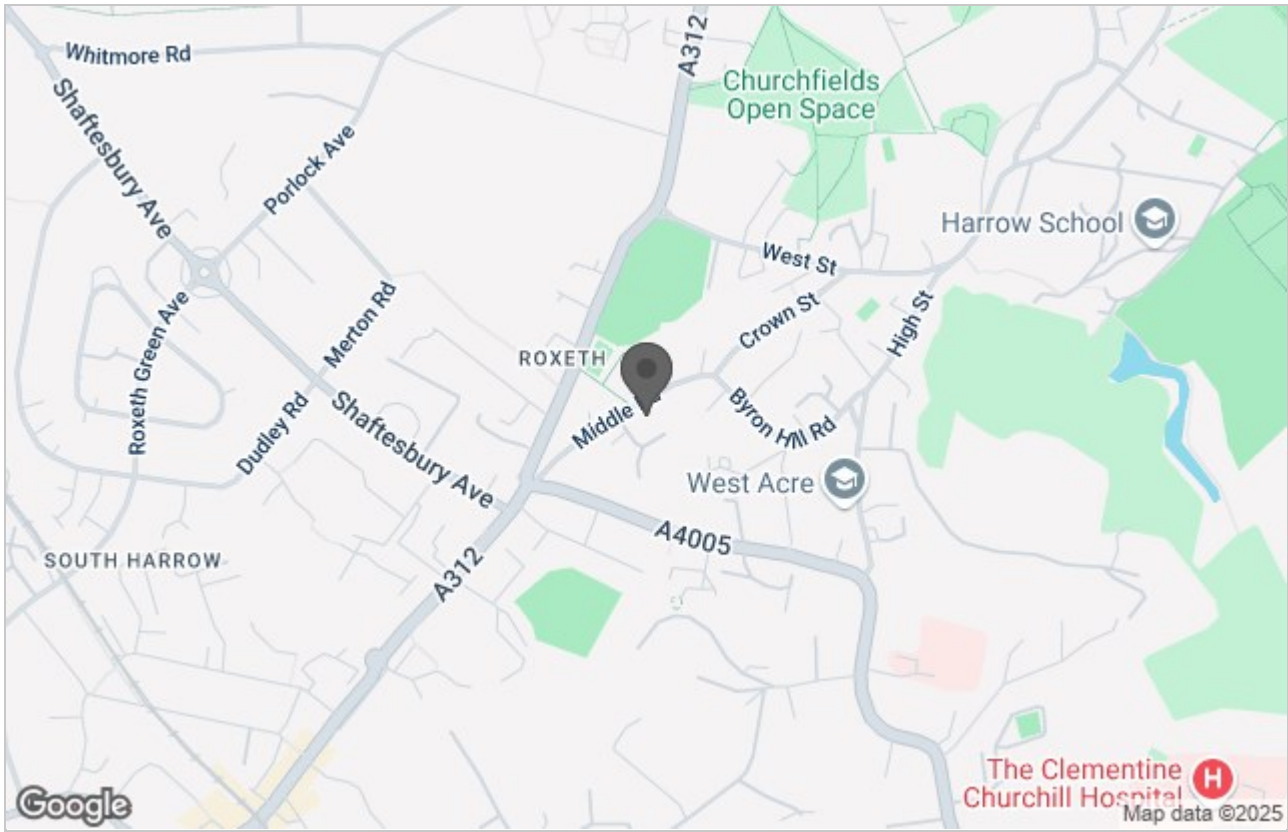 Whitmore Rd
A312
Churchfields
Open Space
Shaftesbury Ave
Porlock Ave
Harrow School
West St
Crown St
High St
Merton Rd
Roxeth Green Ave
ROXETH
Middle
Byron Hill Rd
Dudley Rd
Shaftesbury Ave
West Acre
A4005
SOUTH HARROW
A312
The Clementine
Churchill Hospital
H
Google
Map data ©2025